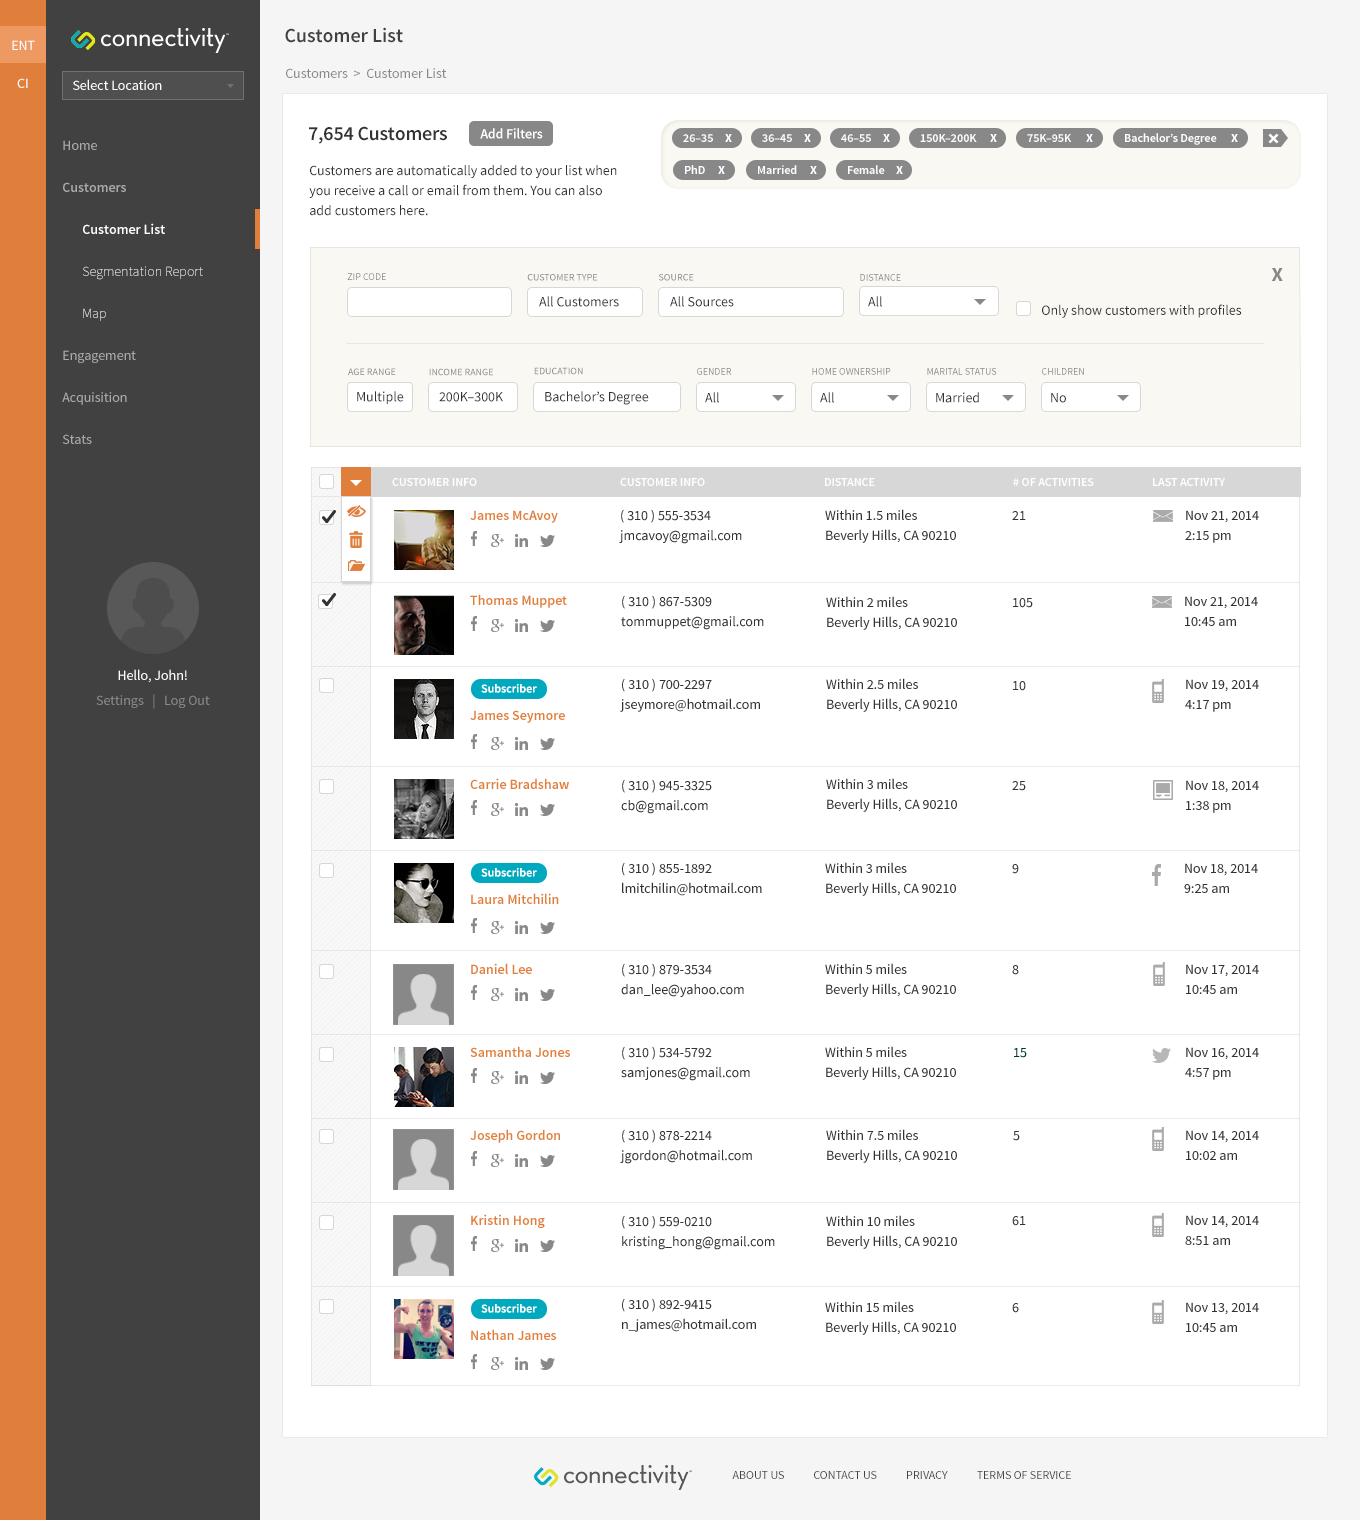 ENT
CI
connectivity
Select Location
Home
Customers
Customer List
Segmentation Report
Map
Engagement
Acquisition
Stats
Hello, John!
Settings | Log Out
Customer List
Customers > Customer List
7,654 Customers
Add Filters
Customers are automatically added to your list when
you receive a call or email from them. You can also
add customers here.
26–35 X 36–45 X 46–55 X 150K–200K X 75K–95K X Bachelor's Degree X
PhD X Married X Female X
X
ZIP CODE CUSTOMER TYPE SOURCE DISTANCE
All Customers All Sources All Only show customers with profiles
AGE RANGE INCOME RANGE EDUCATION GENDER HOME OWNERSHIP MARITAL STATUS CHILDREN
Multiple 200K–300K Bachelor's Degree All All Married No
CUSTOMER INFO CUSTOMER INFO DISTANCE # OF ACTIVITIES LAST ACTIVITY
James McAvoy ( 310 ) 555-3534 Within 1.5 miles 21 Nov 21, 2014
jmcavoy@gmail.com Beverly Hills, CA 90210 2:15 pm
Thomas Muppet ( 310 ) 867-5309 Within 2 miles 105 Nov 21, 2014
tommuppet@gmail.com Beverly Hills, CA 90210 10:45 am
Subscriber ( 310 ) 700-2297 Within 2.5 miles 10 Nov 19, 2014
James Seymore jseymore@hotmail.com Beverly Hills, CA 90210 4:17 pm
Carrie Bradshaw ( 310 ) 945-3325 Within 3 miles 25 Nov 18, 2014
cb@gmail.com Beverly Hills, CA 90210 1:38 pm
Subscriber ( 310 ) 855-1892 Within 3 miles 9 Nov 18, 2014
Laura Mitchilin lmitchilin@hotmail.com Beverly Hills, CA 90210 9:25 am
Daniel Lee ( 310 ) 879-3534 Within 5 miles 8 Nov 17, 2014
dan_lee@yahoo.com Beverly Hills, CA 90210 10:45 am
Samantha Jones ( 310 ) 534-5792 Within 5 miles 15 Nov 16, 2014
samjones@gmail.com Beverly Hills, CA 90210 4:57 pm
Joseph Gordon ( 310 ) 878-2214 Within 7.5 miles 5 Nov 14, 2014
jgordon@hotmail.com Beverly Hills, CA 90210 10:02 am
Kristin Hong ( 310 ) 559-0210 Within 10 miles 61 Nov 14, 2014
kristing_hong@gmail.com Beverly Hills, CA 90210 8:51 am
Subscriber ( 310 ) 892-9415 Within 15 miles 6 Nov 13, 2014
Nathan James n_james@hotmail.com Beverly Hills, CA 90210 10:45 am
connectivity ABOUT US CONTACT US PRIVACY TERMS OF SERVICE